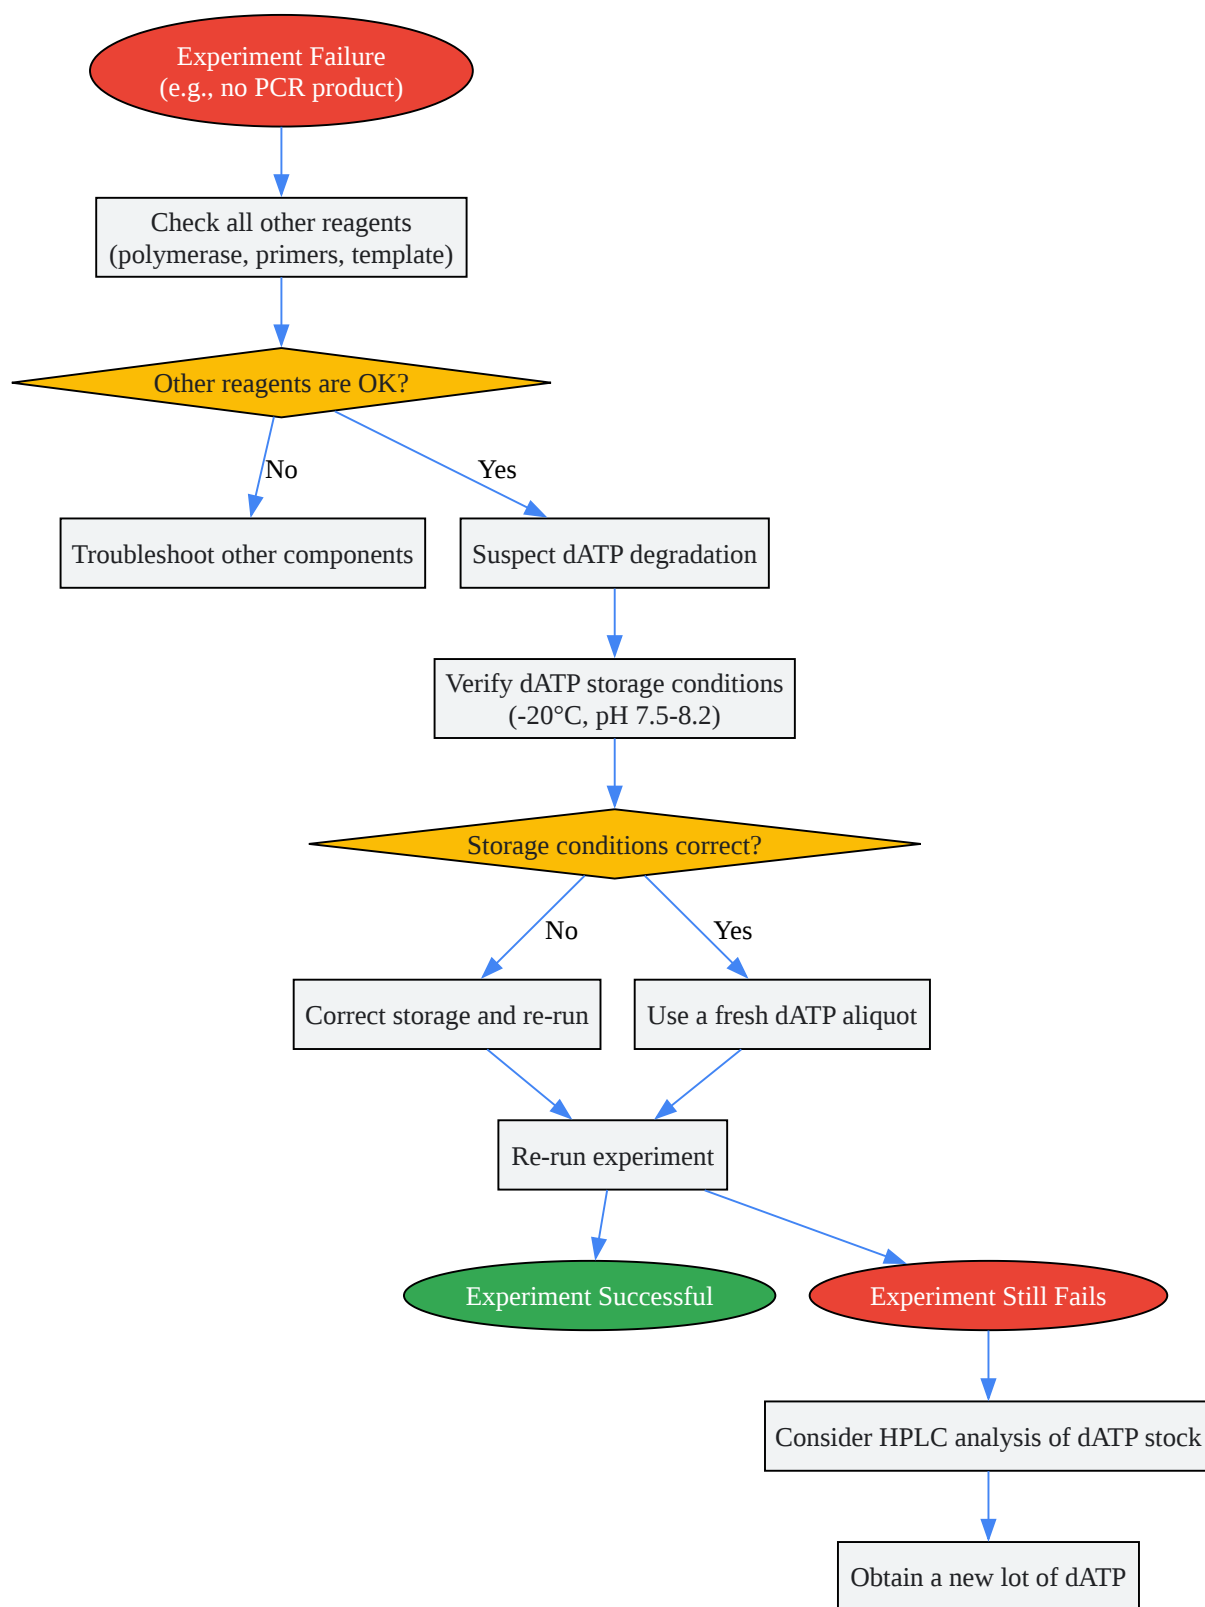 Experiment Failure
(e.g., no PCR product)
Check all other reagents
(polymerase, primers, template)
Other reagents are OK?
No
Yes
Troubleshoot other components
Suspect dATP degradation
Verify dATP storage conditions
(-20°C, pH 7.5-8.2)
Storage conditions correct?
No
Yes
Correct storage and re-run
Use a fresh dATP aliquot
Re-run experiment
Experiment Successful
Experiment Still Fails
Consider HPLC analysis of dATP stock
Obtain a new lot of dATP